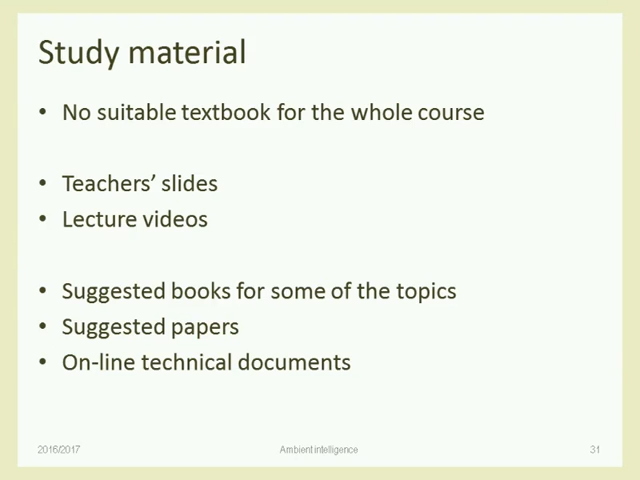 Study material
• No suitable textbook for the whole course
• Teachers’ slides
• Lecture videos
• Suggested books for some of the topics
• Suggested papers
• On-line technical documents
2016/2017 Ambient intelligence 31